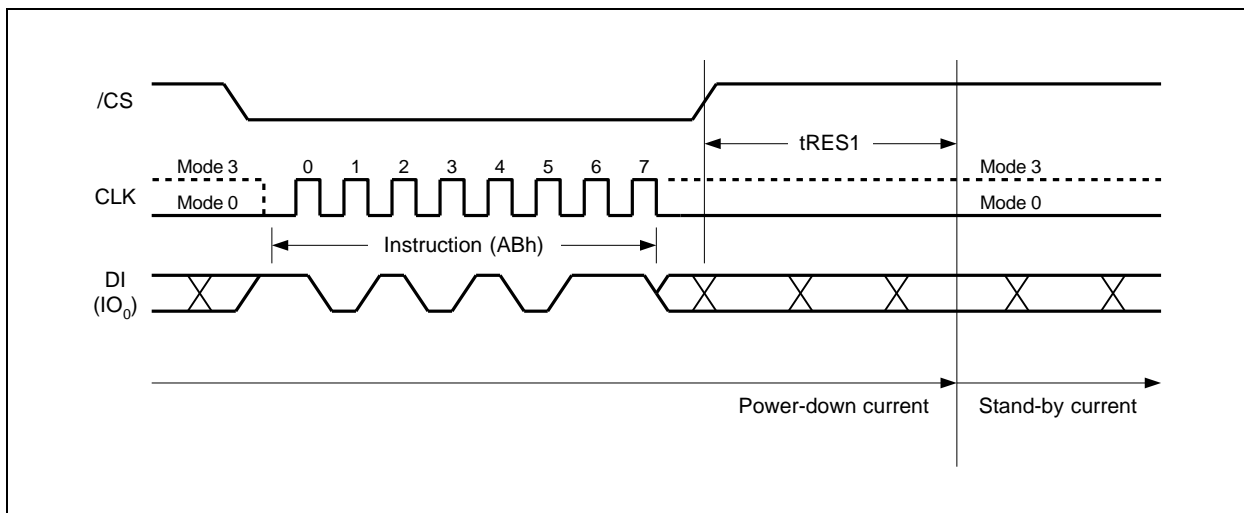 /CS
tRES1
Mode 3
0 1 2 3 4 5 6 7
Mode 3
CLK
Mode 0
Mode 0
Instruction (ABh)
DI
(IO₀)
Power-down current
Stand-by current